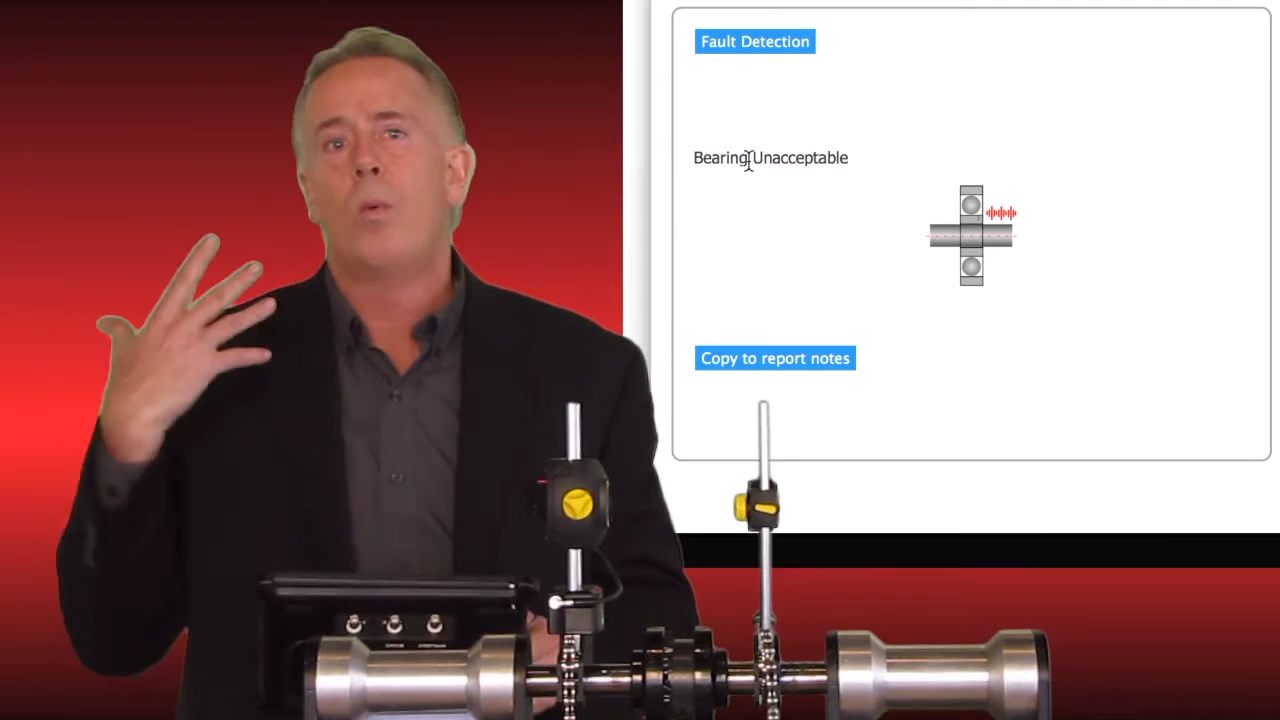 Fault Detection
Bearing Unacceptable
Copy to report notes